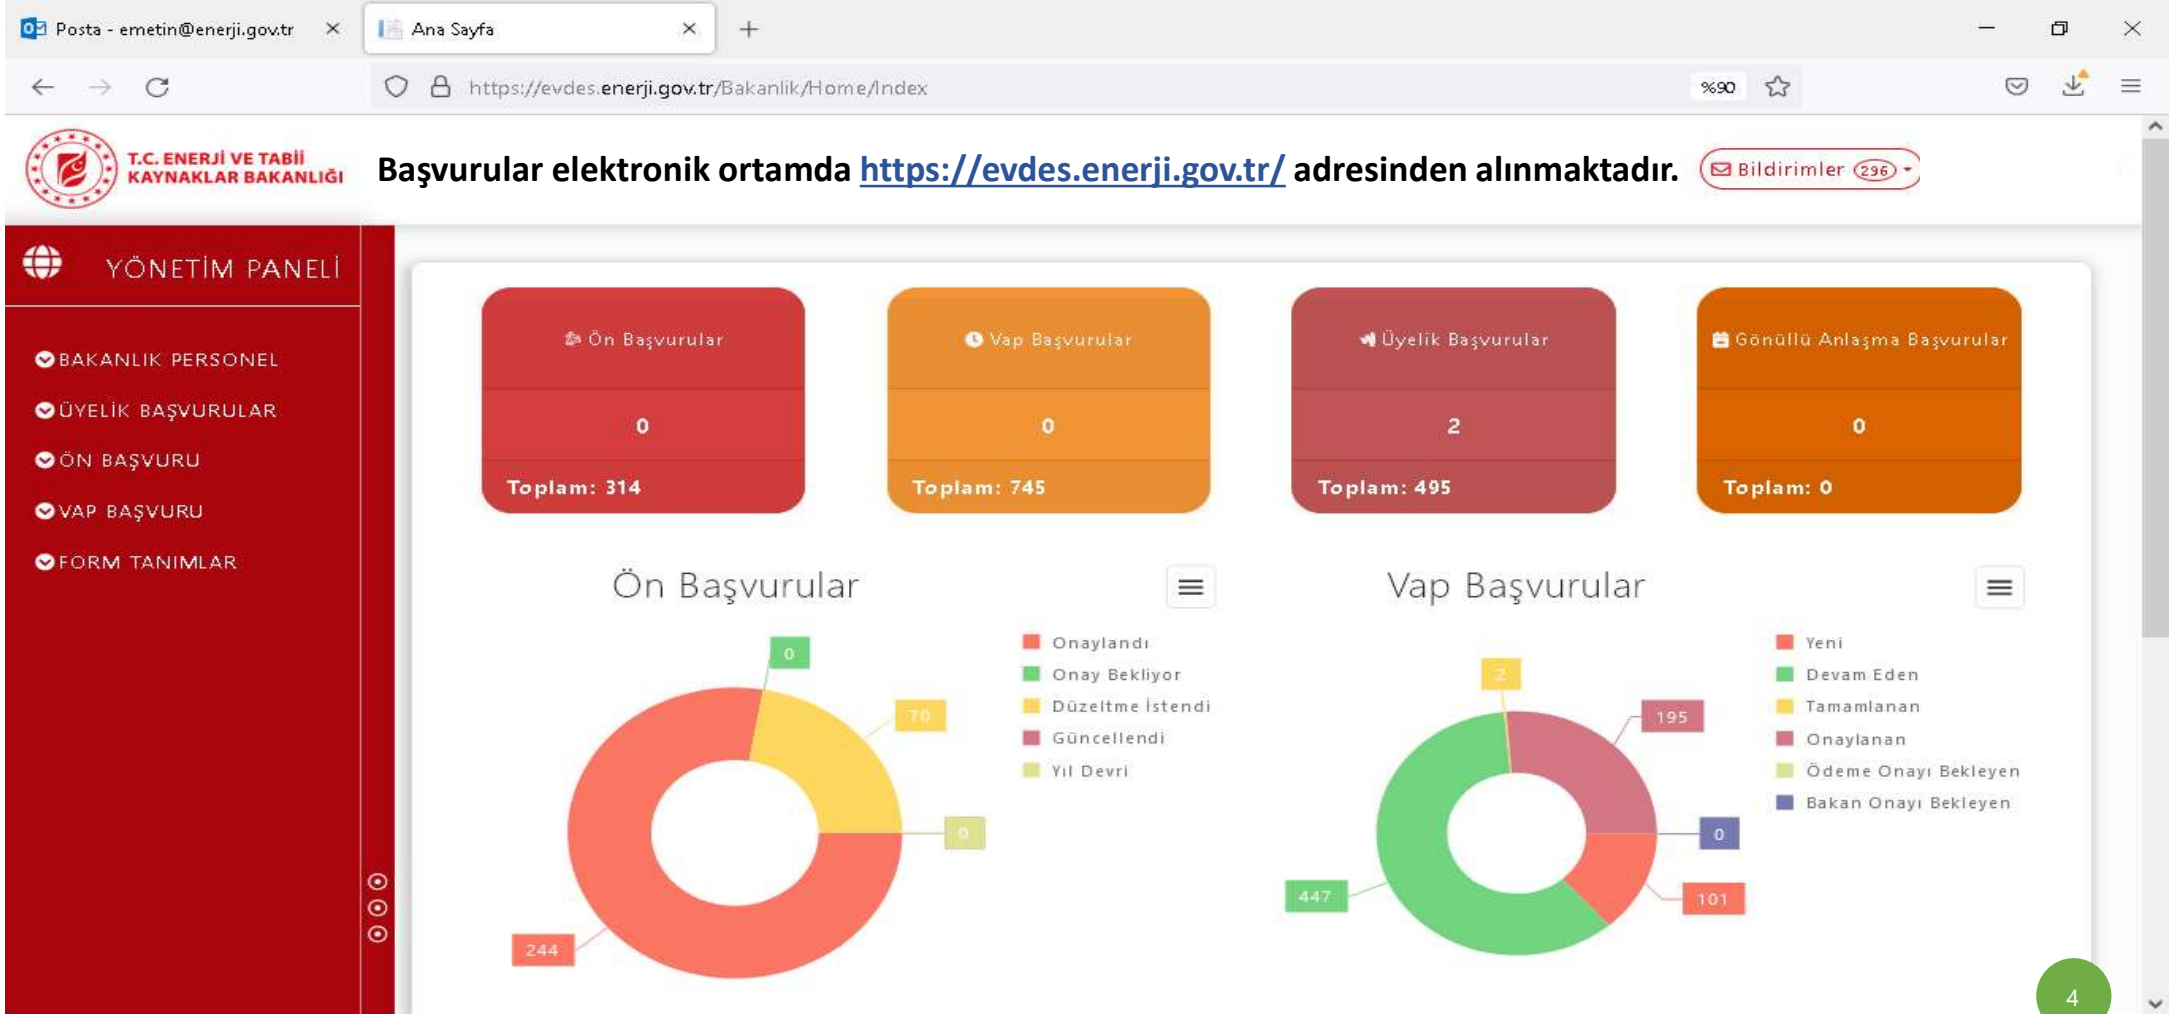 Posta - emetin@enerji.gov.tr
Ana Sayfa
https://evdes.enerji.gov.tr/Bakanlik/Home/Index
%90
T.C. ENERJİ VE TABİİ
KAYNAKLAR BAKANLIĞI
Başvurular elektronik ortamda https://evdes.enerji.gov.tr/ adresinden alınmaktadır.
Bildirimler 296
YÖNETİM PANELİ
BAKANLIK PERSONEL
ÜYELİK BAŞVURULAR
ÖN BAŞVURU
VAP BAŞVURU
FORM TANIMLAR
Ön Başvurular
0
Toplam: 314
Vap Başvurular
0
Toplam: 745
Üyelik Başvurular
2
Toplam: 495
Gönüllü Anlaşma Başvurular
0
Toplam: 0
Ön Başvurular
0
70
0
244
Onaylandı
Onay Bekliyor
Düzeltme İstendi
Güncellendi
Yıl Devri
Vap Başvurular
2
195
0
101
447
Yeni
Devam Eden
Tamamlanan
Onaylanan
Ödeme Onayı Bekleyen
Bakan Onayı Bekleyen
4